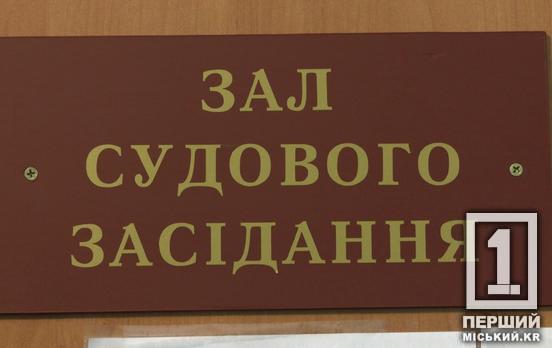 ЗАЛ
СУДОВОГО
ЗАСІДАННЯ
1
ПЕРШИЙ
МІСЬКИЙ.KR